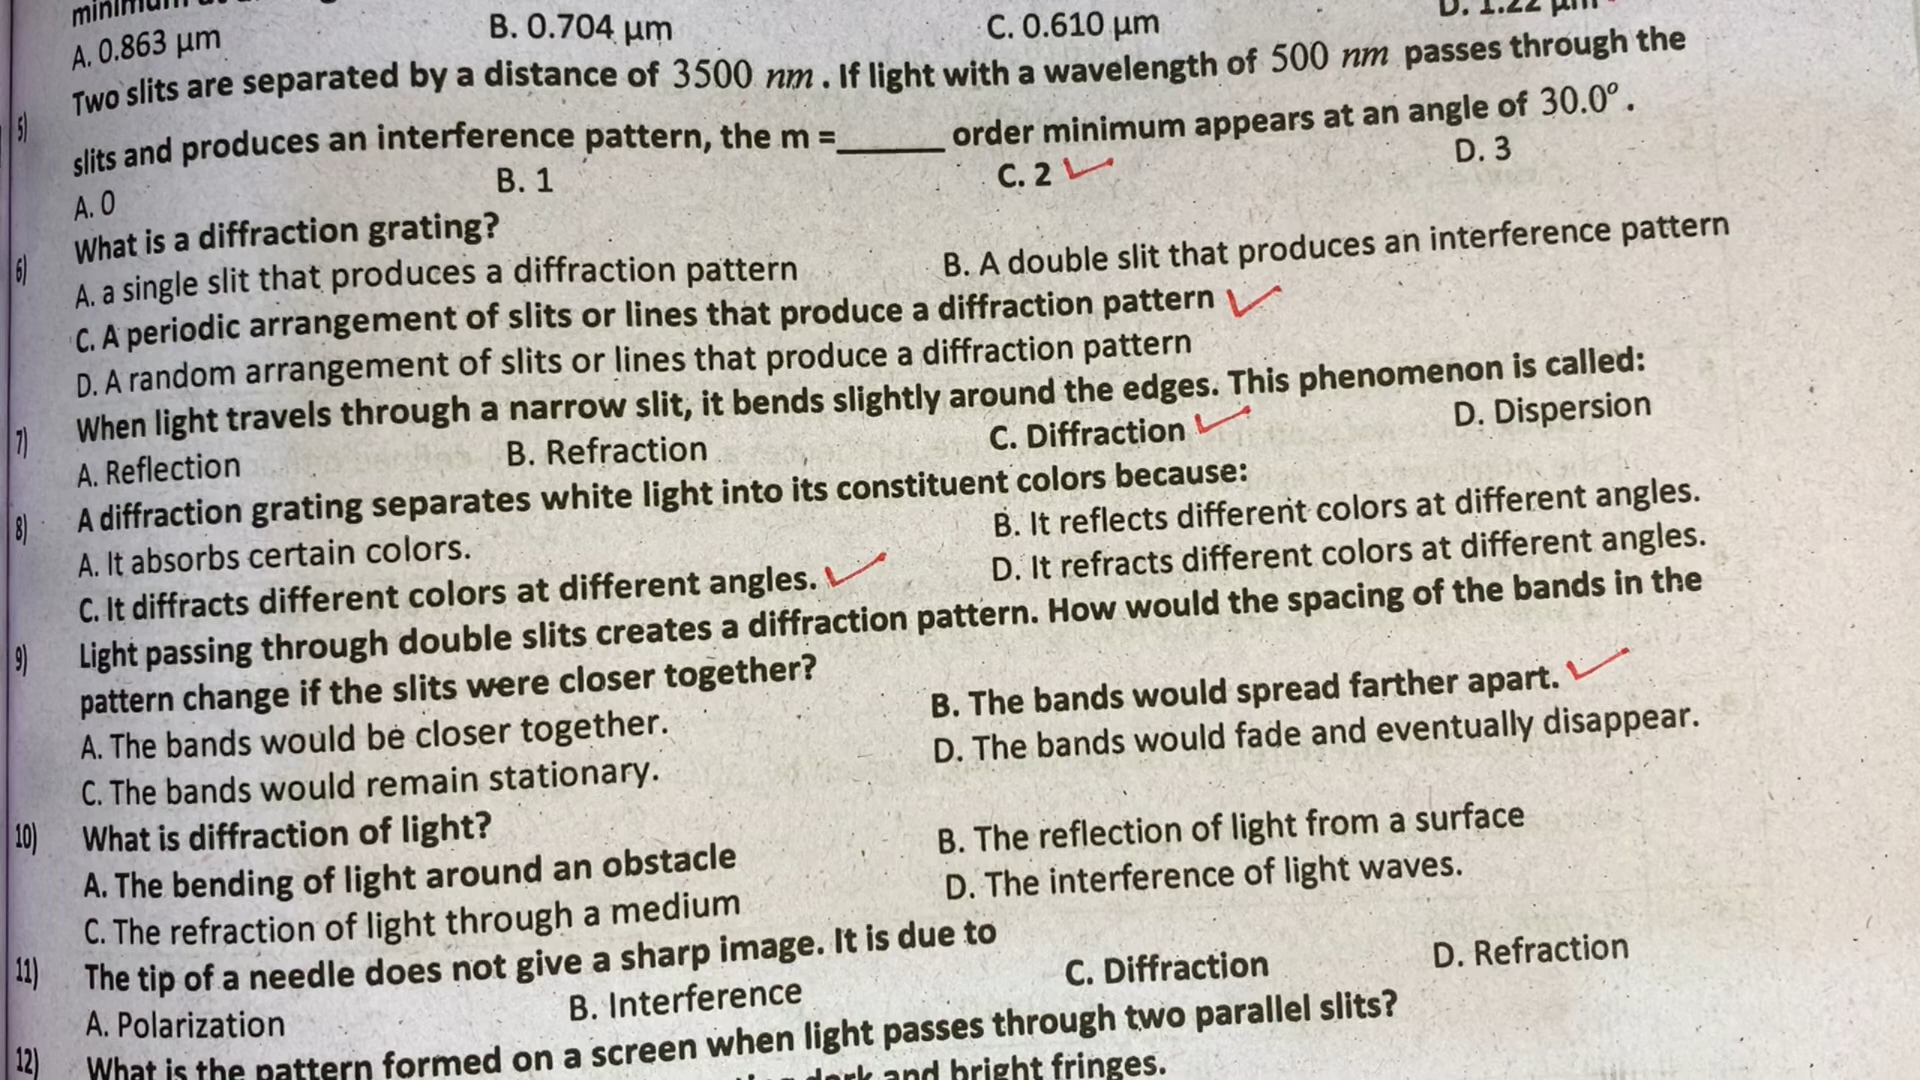 minimum
A. 0.863 µm B. 0.704 µm C. 0.610 µm D. 1.22 µm
5) Two slits are separated by a distance of 3500 nm . If light with a wavelength of 500 nm passes through the
slits and produces an interference pattern, the m =______ order minimum appears at an angle of 30.0° .
A. 0 B. 1 C. 2 D. 3
6) What is a diffraction grating?
A. a single slit that produces a diffraction pattern B. A double slit that produces an interference pattern
C. A periodic arrangement of slits or lines that produce a diffraction pattern
D. A random arrangement of slits or lines that produce a diffraction pattern
7) When light travels through a narrow slit, it bends slightly around the edges. This phenomenon is called:
A. Reflection B. Refraction C. Diffraction D. Dispersion
8) A diffraction grating separates white light into its constituent colors because:
A. It absorbs certain colors. B. It reflects different colors at different angles.
C. It diffracts different colors at different angles. D. It refracts different colors at different angles.
9) Light passing through double slits creates a diffraction pattern. How would the spacing of the bands in the
pattern change if the slits were closer together?
A. The bands would be closer together. B. The bands would spread farther apart.
C. The bands would remain stationary. D. The bands would fade and eventually disappear.
10) What is diffraction of light?
A. The bending of light around an obstacle B. The reflection of light from a surface
C. The refraction of light through a medium D. The interference of light waves.
11) The tip of a needle does not give a sharp image. It is due to
A. Polarization B. Interference C. Diffraction D. Refraction
12) What is the pattern formed on a screen when light passes through two parallel slits?
dark and bright fringes.